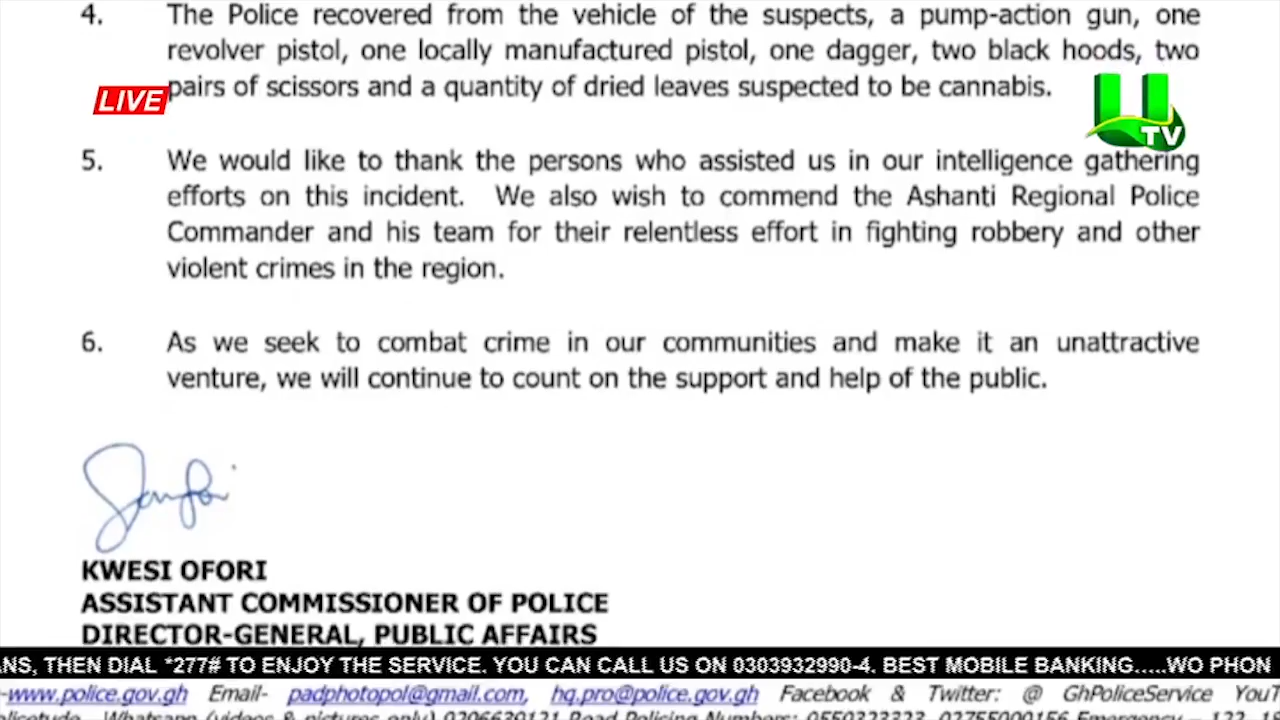 4. The Police recovered from the vehicle of the suspects, a pump-action gun, one
revolver pistol, one locally manufactured pistol, one dagger, two black hoods, two
pairs of scissors and a quantity of dried leaves suspected to be cannabis.
LIVE
UTV
5. We would like to thank the persons who assisted us in our intelligence gathering
efforts on this incident. We also wish to commend the Ashanti Regional Police
Commander and his team for their relentless effort in fighting robbery and other
violent crimes in the region.
6. As we seek to combat crime in our communities and make it an unattractive
venture, we will continue to count on the support and help of the public.
KWESI OFORI
ASSISTANT COMMISSIONER OF POLICE
DIRECTOR-GENERAL, PUBLIC AFFAIRS
ANS, THEN DIAL *277# TO ENJOY THE SERVICE. YOU CAN CALL US ON 0303932990-4. BEST MOBILE BANKING.....WO PHON
-www.police.gov.gh Email- padphotopol@gmail.com, hq.pro@police.gov.gh Facebook & Twitter: @ GhPoliceService YouT